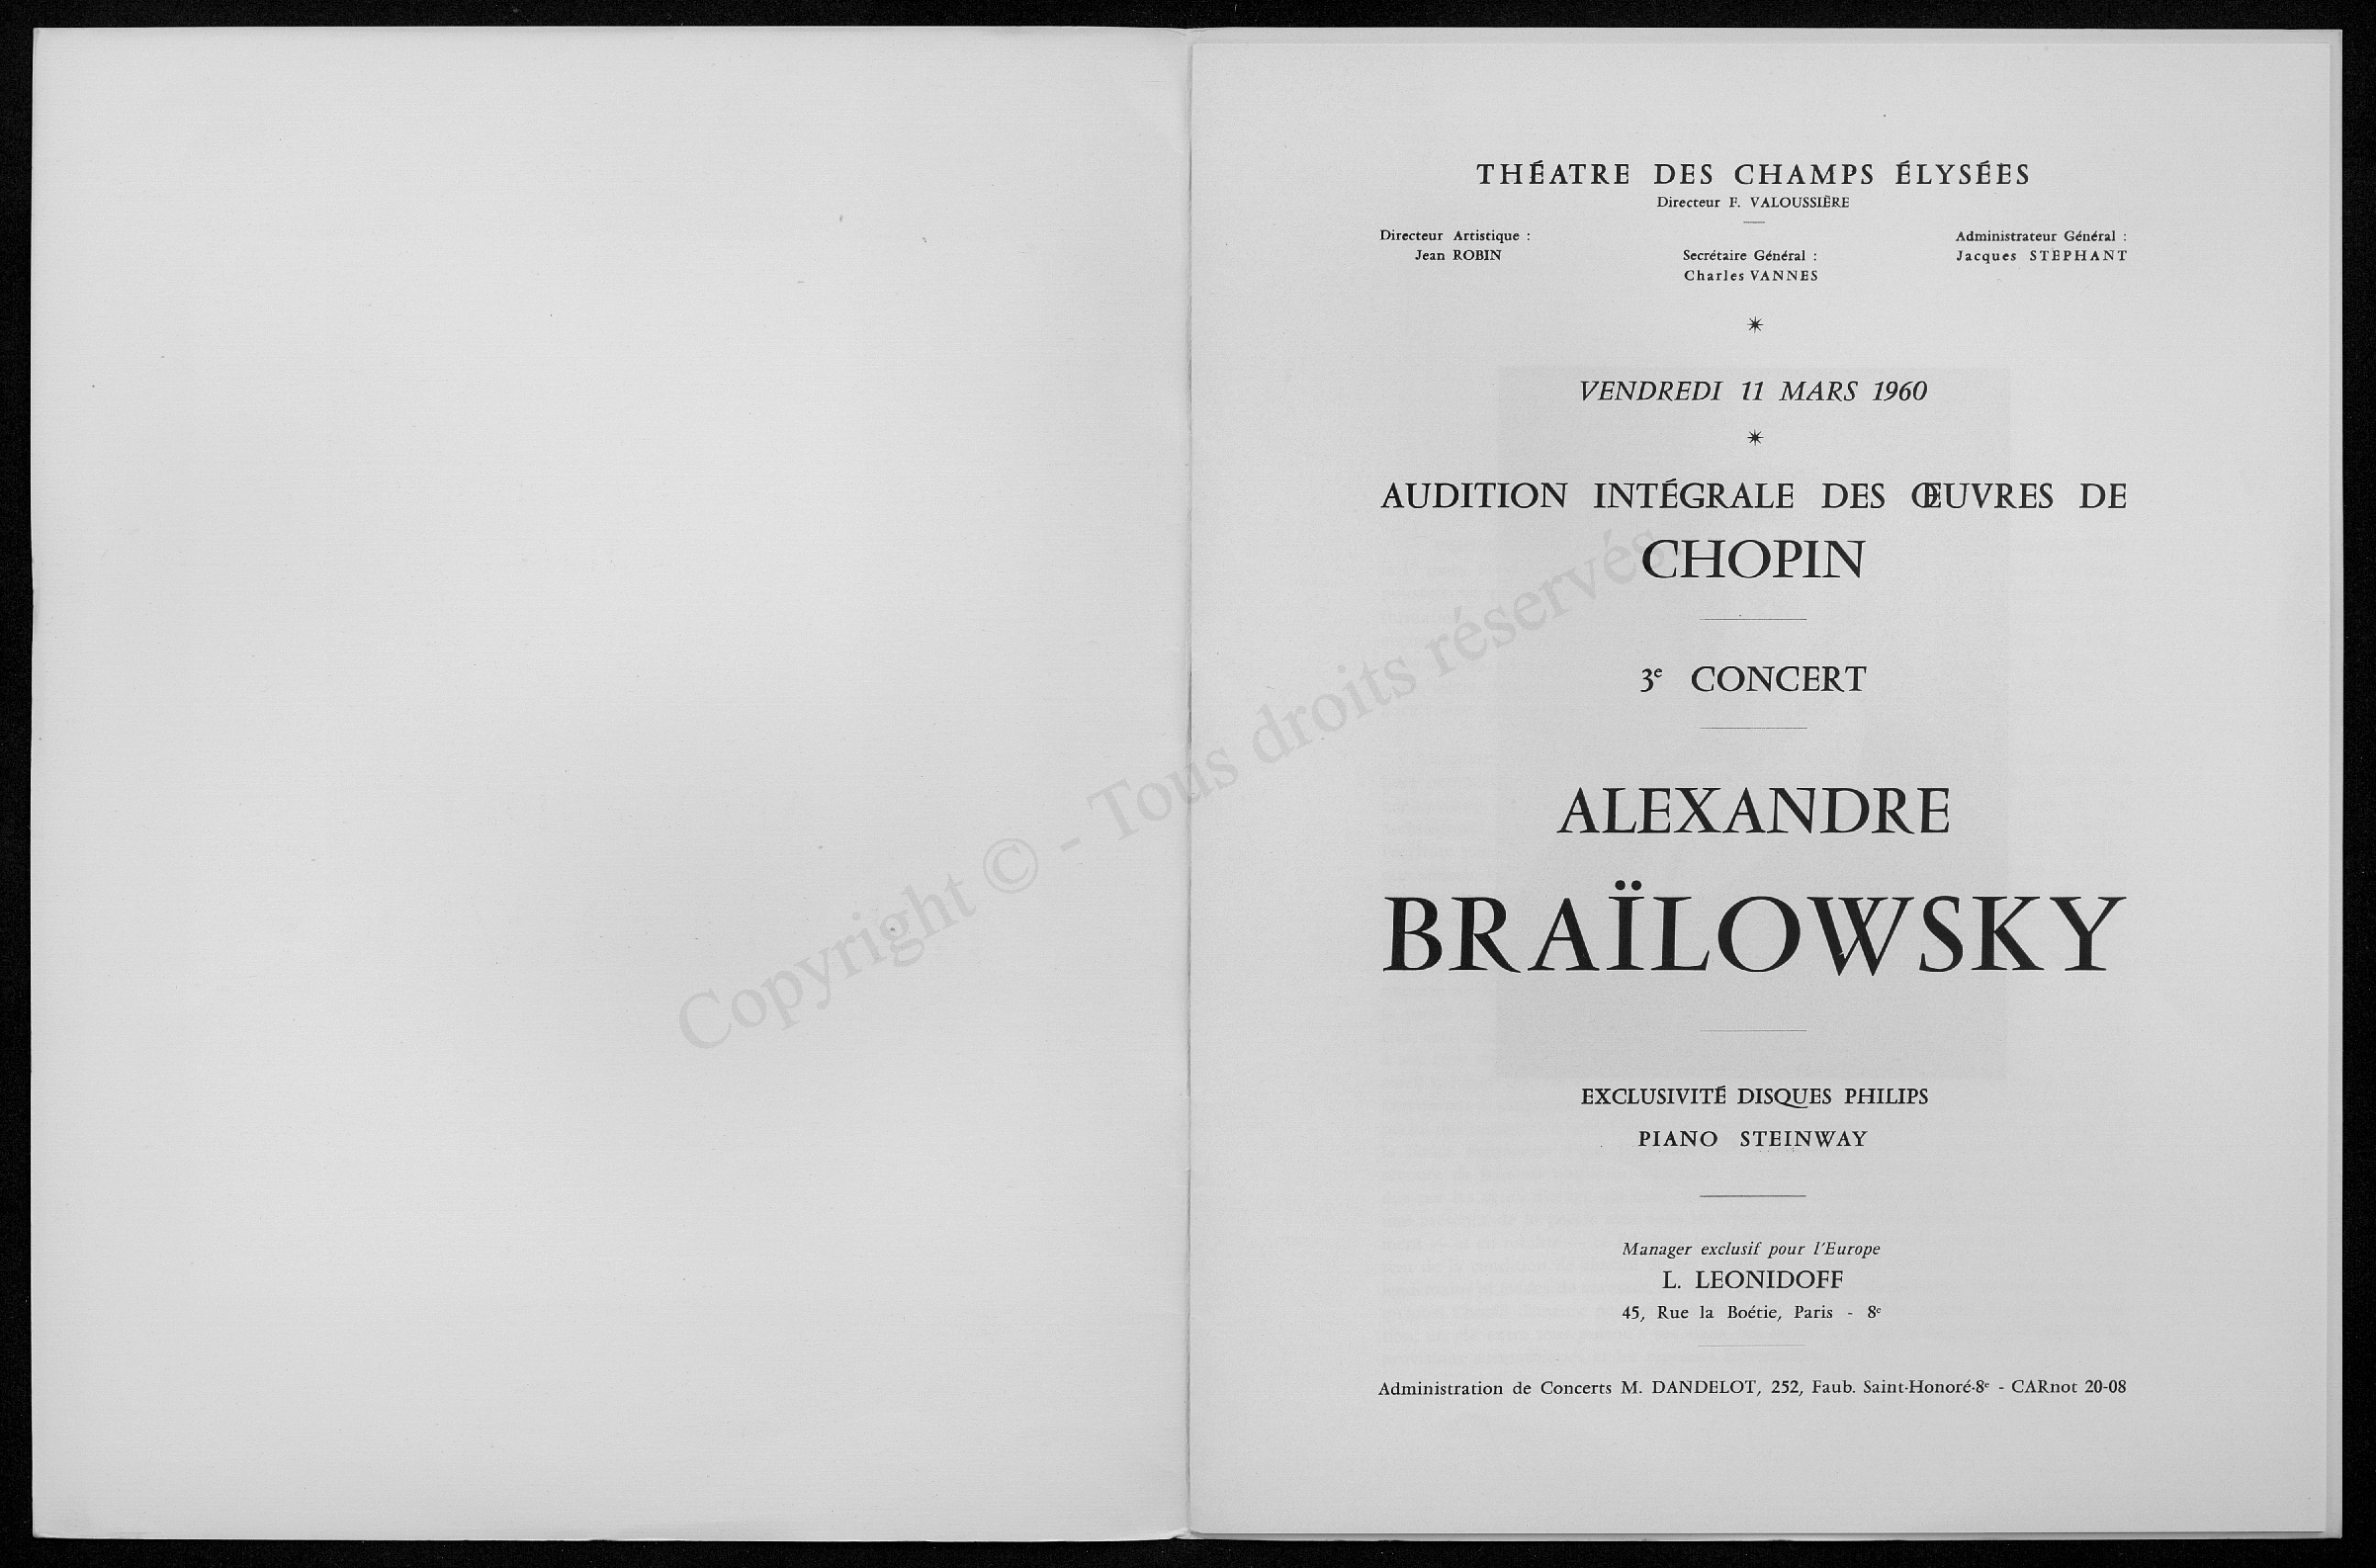 THÉATRE DES CHAMPS ÉLYSÉES
Directeur F. VALOUSSIÈRE
Directeur Artistique :
Jean ROBIN
Secrétaire Général :
Charles VANNES
Administrateur Général :
Jacques STEPHANT
VENDREDI 11 MARS 1960
AUDITION INTÉGRALE DES ŒUVRES DE
CHOPIN
3e CONCERT
ALEXANDRE
BRAÏLOWSKY
EXCLUSIVITÉ DISQUES PHILIPS
PIANO STEINWAY
Manager exclusif pour l'Europe
L. LEONIDOFF
45, Rue la Boétie, Paris - 8e
Administration de Concerts M. DANDELOT, 252, Faub. Saint-Honoré-8e - CARnot 20-08
Copyright © - Tous droits réservés